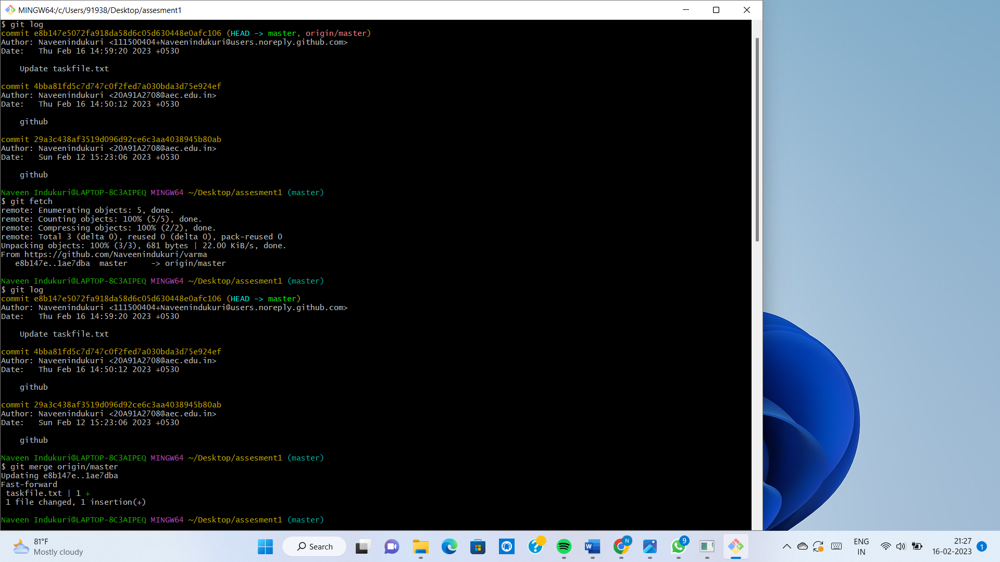 MINGW64:/c/Users/91938/Desktop/assesment1
$ git log
commit e8b147e5072fa918da58d6c05d630448e0afc106 (HEAD -> master, origin/master)
Author: Naveenindukuri <111500404+Naveenindukuri@users.noreply.github.com>
Date:   Thu Feb 16 14:59:20 2023 +0530
    Update taskfile.txt
commit 4bba81fd5c7d747c0f2fed7a030bda3d75e924ef
Author: Naveenindukuri <20A91A2708@aec.edu.in>
Date:   Thu Feb 16 14:50:12 2023 +0530
    github
commit 29a3c438af3519d096d92ce6c3aa4038945b80ab
Author: Naveenindukuri <20A91A2708@aec.edu.in>
Date:   Sun Feb 12 15:23:06 2023 +0530
    github
Naveen Indukuri@LAPTOP-8C3AIPEQ MINGW64 ~/Desktop/assesment1 (master)
$ git fetch
remote: Enumerating objects: 5, done.
remote: Counting objects: 100% (5/5), done.
remote: Compressing objects: 100% (2/2), done.
remote: Total 3 (delta 0), reused 0 (delta 0), pack-reused 0
Unpacking objects: 100% (3/3), 681 bytes | 22.00 KiB/s, done.
From https://github.com/Naveenindukuri/varma
   e8b147e..1ae7dba  master     -> origin/master
Naveen Indukuri@LAPTOP-8C3AIPEQ MINGW64 ~/Desktop/assesment1 (master)
$ git log
commit e8b147e5072fa918da58d6c05d630448e0afc106 (HEAD -> master)
Author: Naveenindukuri <111500404+Naveenindukuri@users.noreply.github.com>
Date:   Thu Feb 16 14:59:20 2023 +0530
    Update taskfile.txt
commit 4bba81fd5c7d747c0f2fed7a030bda3d75e924ef
Author: Naveenindukuri <20A91A2708@aec.edu.in>
Date:   Thu Feb 16 14:50:12 2023 +0530
    github
commit 29a3c438af3519d096d92ce6c3aa4038945b80ab
Author: Naveenindukuri <20A91A2708@aec.edu.in>
Date:   Sun Feb 12 15:23:06 2023 +0530
    github
Naveen Indukuri@LAPTOP-8C3AIPEQ MINGW64 ~/Desktop/assesment1 (master)
$ git merge origin/master
Updating e8b147e..1ae7dba
Fast-forward
 taskfile.txt | 1 +
 1 file changed, 1 insertion(+)
Naveen Indukuri@LAPTOP-8C3AIPEQ MINGW64 ~/Desktop/assesment1 (master)
81°F
Mostly cloudy
Search
W
N
9
ENG
IN
21:27
16-02-2023
1